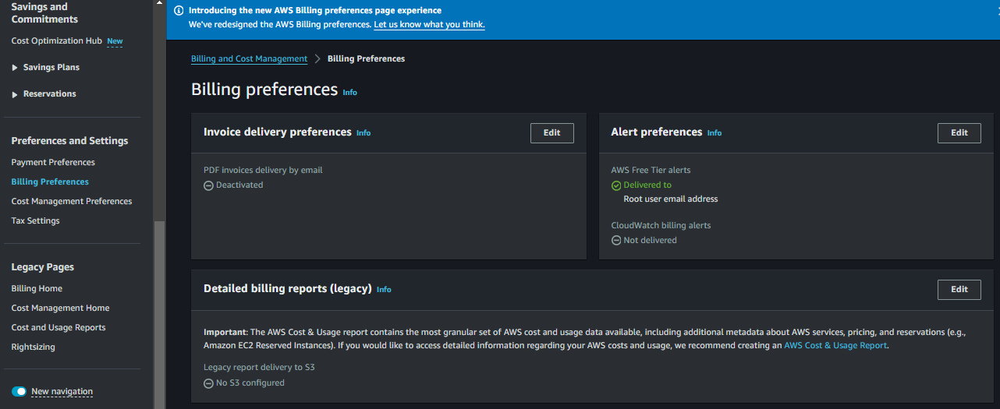 Savings and
Commitments
Cost Optimization Hub New
Savings Plans
Reservations
Preferences and Settings
Payment Preferences
Billing Preferences
Cost Management Preferences
Tax Settings
Legacy Pages
Billing Home
Cost Management Home
Cost and Usage Reports
Rightsizing
New navigation
Introducing the new AWS Billing preferences page experience
We've redesigned the AWS Billing preferences. Let us know what you think.
Billing and Cost Management > Billing Preferences
Billing preferences Info
Invoice delivery preferences Info Edit
PDF invoices delivery by email
Deactivated
Alert preferences Info Edit
AWS Free Tier alerts
Delivered to
Root user email address
CloudWatch billing alerts
Not delivered
Detailed billing reports (legacy) Info Edit
Important: The AWS Cost & Usage report contains the most granular set of AWS cost and usage data available, including additional metadata about AWS services, pricing, and reservations (e.g.,
Amazon EC2 Reserved Instances). If you would like to access detailed information regarding your AWS costs and usage, we recommend creating an AWS Cost & Usage Report.
Legacy report delivery to S3
No S3 configured